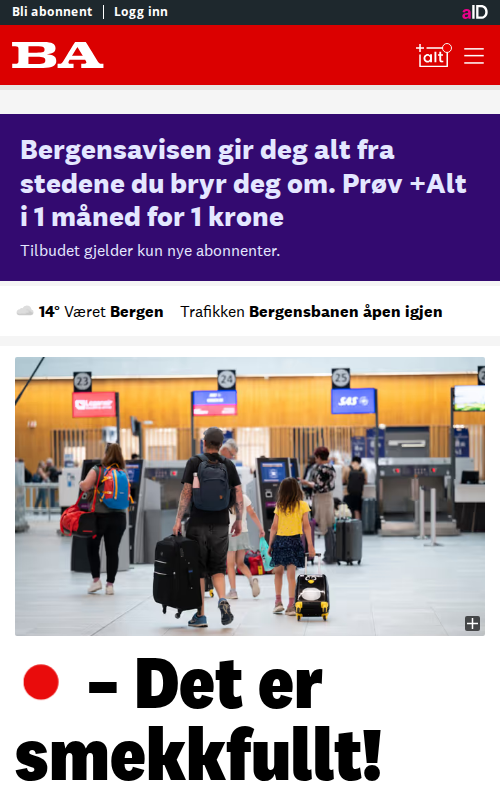 Bli abonnent | Logg inn
aID
BA
+alt
Bergensavisen gir deg alt fra
stedene du bryr deg om. Prøv +Alt
i 1 måned for 1 krone
Tilbudet gjelder kun nye abonnenter.
14° Været Bergen Trafikken Bergensbanen åpen igjen
23
24
25
SAS
– Det er
smekkfullt!